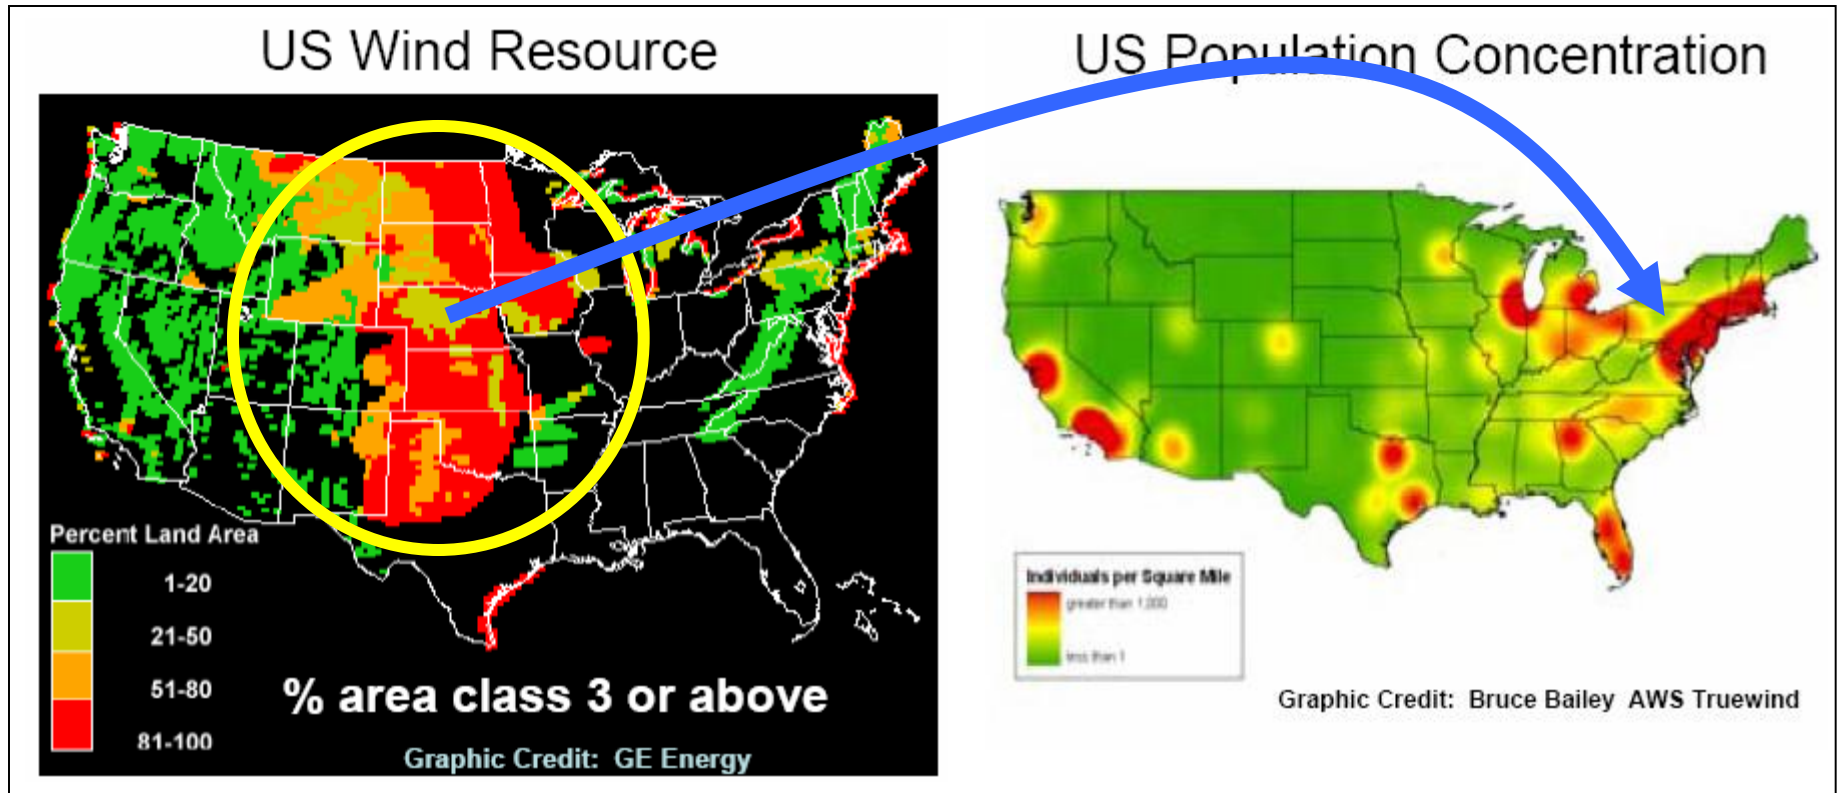 US Wind Resource
US Population Concentration
Percent Land Area
1-20
21-50
51-80
81-100
% area class 3 or above
Graphic Credit: GE Energy
Individuals per Square Mile
greater than 1,000
less than 1
Graphic Credit: Bruce Bailey AWS Truewind